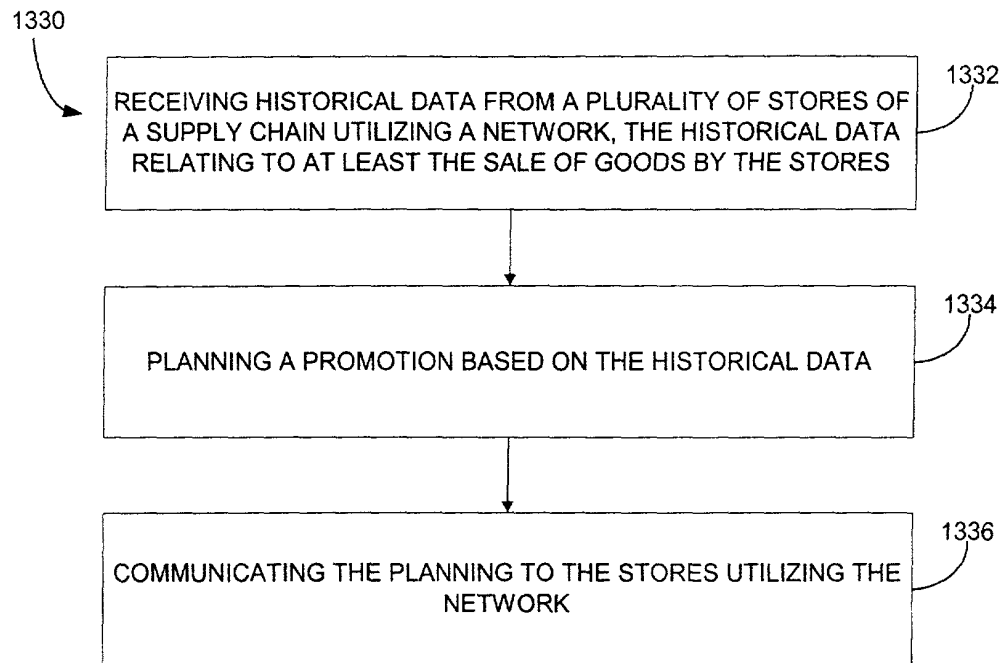 1330
RECEIVING HISTORICAL DATA FROM A PLURALITY OF STORES OF
A SUPPLY CHAIN UTILIZING A NETWORK, THE HISTORICAL DATA
RELATING TO AT LEAST THE SALE OF GOODS BY THE STORES
1332
PLANNING A PROMOTION BASED ON THE HISTORICAL DATA
1334
COMMUNICATING THE PLANNING TO THE STORES UTILIZING THE
NETWORK
1336